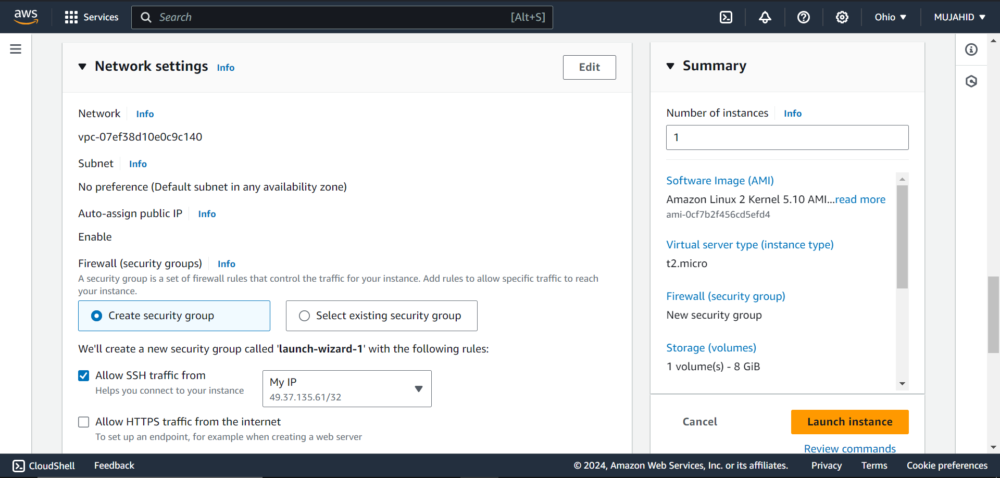 aws
Services
Search
[Alt+S]
Ohio
MUJAHID
Network settings
Info
Edit
Network
Info
vpc-07ef38d10e0c9c140
Subnet
Info
No preference (Default subnet in any availability zone)
Auto-assign public IP
Info
Enable
Firewall (security groups)
Info
A security group is a set of firewall rules that control the traffic for your instance. Add rules to allow specific traffic to reach
your instance.
Create security group
Select existing security group
We'll create a new security group called 'launch-wizard-1' with the following rules:
Allow SSH traffic from
Helps you connect to your instance
My IP
49.37.135.61/32
Allow HTTPS traffic from the internet
To set up an endpoint, for example when creating a web server
Summary
Number of instances
Info
1
Software Image (AMI)
Amazon Linux 2 Kernel 5.10 AMI...read more
ami-0cf7b2f456cd5efd4
Virtual server type (instance type)
t2.micro
Firewall (security group)
New security group
Storage (volumes)
1 volume(s) - 8 GiB
Cancel
Launch instance
Review commands
CloudShell
Feedback
© 2024, Amazon Web Services, Inc. or its affiliates.
Privacy
Terms
Cookie preferences